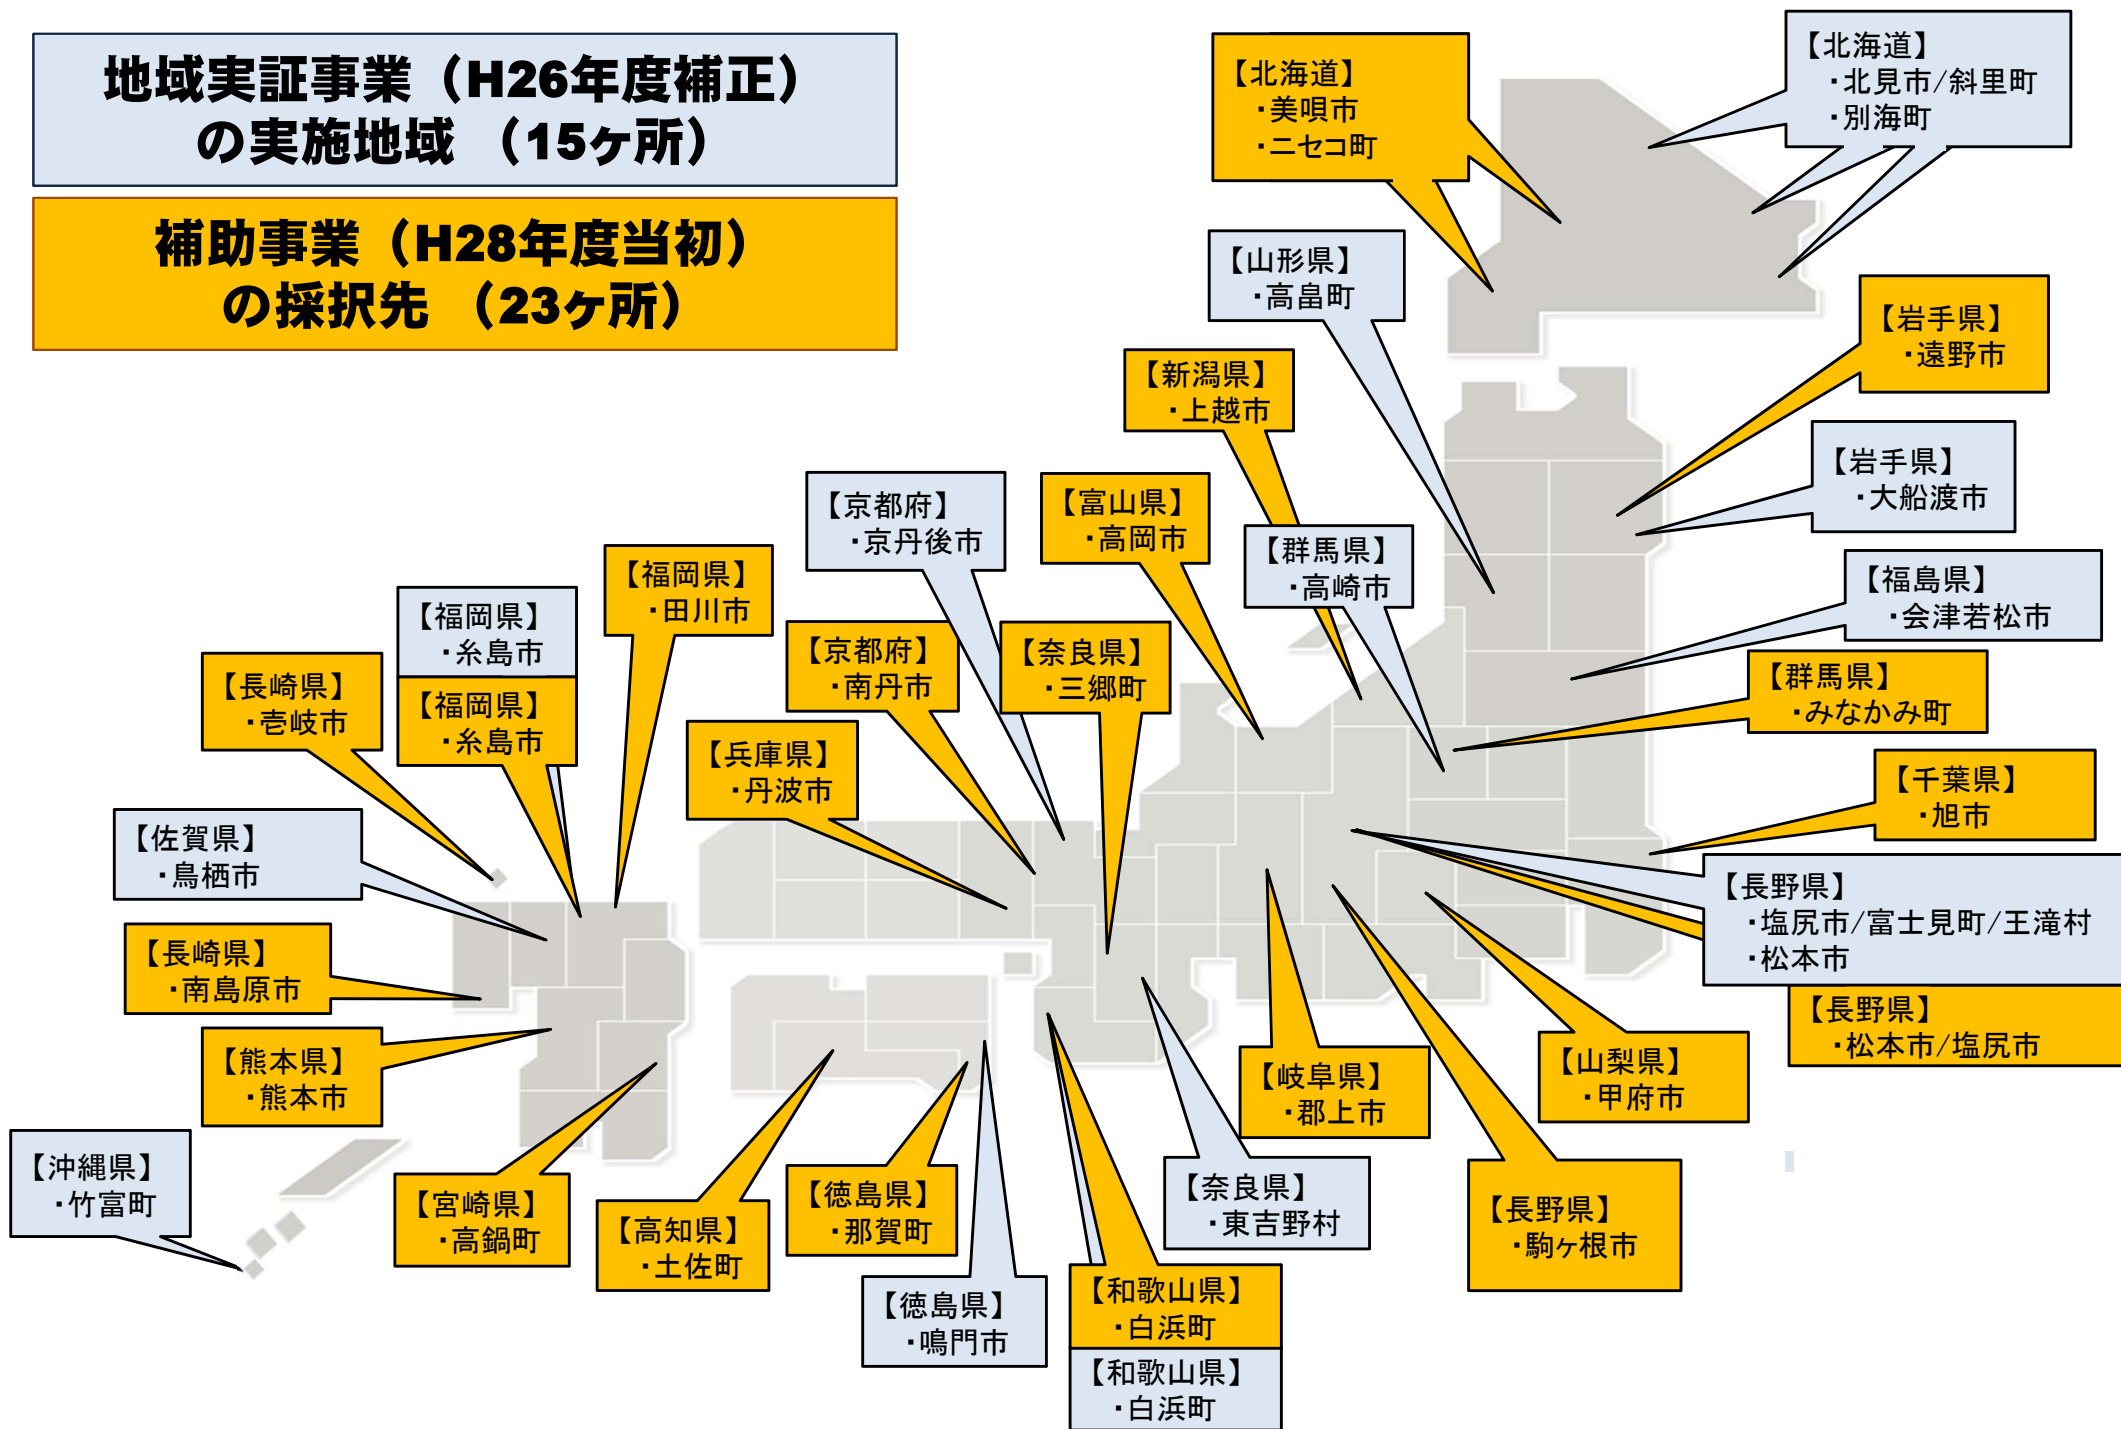 地域実証事業(H26年度補正)
の実施地域 (15ヶ所)
補助事業(H28年度当初)
の採択先 (23ヶ所)
【北海道】
・美唄市
・ニセコ町
【北海道】
・北見市/斜里町
・別海町
【山形県】
・高畠町
【岩手県】
・遠野市
【新潟県】
・上越市
【岩手県】
・大船渡市
【京都府】
・京丹後市
【富山県】
・高岡市
【群馬県】
・高崎市
【福島県】
・会津若松市
【福岡県】
・田川市
【福岡県】
・糸島市
【福岡県】
・糸島市
【京都府】
・南丹市
【奈良県】
・三郷町
【群馬県】
・みなかみ町
【長崎県】
・壱岐市
【兵庫県】
・丹波市
【千葉県】
・旭市
【佐賀県】
・鳥栖市
【長野県】
・塩尻市/富士見町/王滝村
・松本市
【長野県】
・松本市/塩尻市
【長崎県】
・南島原市
【熊本県】
・熊本市
【岐阜県】
・郡上市
【山梨県】
・甲府市
【沖縄県】
・竹富町
【宮崎県】
・高鍋町
【高知県】
・土佐町
【徳島県】
・那賀町
【奈良県】
・東吉野村
【長野県】
・駒ヶ根市
【徳島県】
・鳴門市
【和歌山県】
・白浜町
【和歌山県】
・白浜町